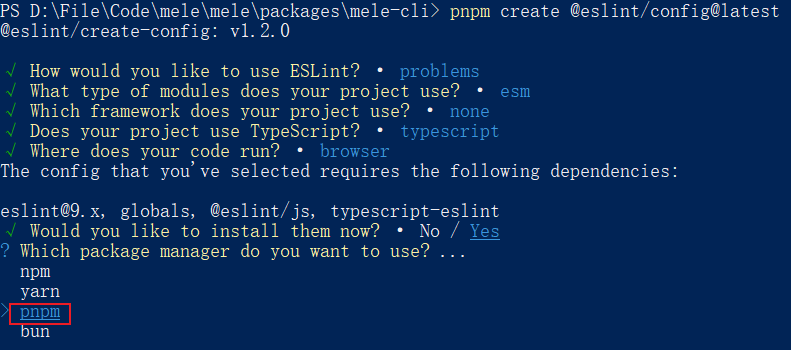 PS D:\File\Code\mele\mele\packages\mele-cli> pnpm create @eslint/config@latest
@eslint/create-config: v1.2.0
√ How would you like to use ESLint? • problems
√ What type of modules does your project use? • esm
√ Which framework does your project use? • none
√ Does your project use TypeScript? • typescript
√ Where does your code run? • browser
The config that you've selected requires the following dependencies:
eslint@9.x, globals, @eslint/js, typescript-eslint
√ Would you like to install them now? • No / Yes
? Which package manager do you want to use? ...
npm
yarn
> pnpm
bun